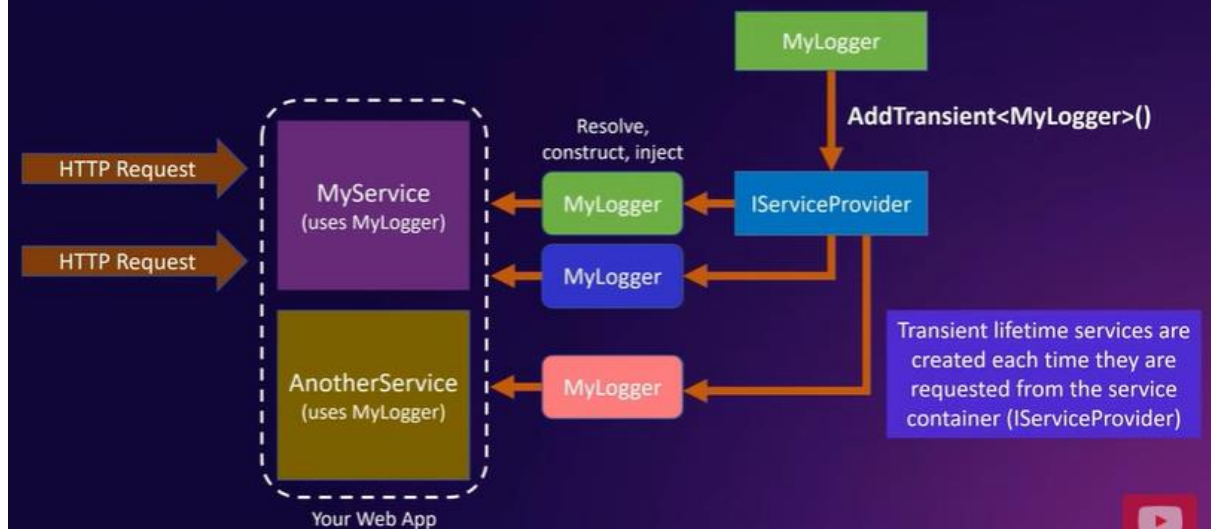 MyLogger
AddTransient<MyLogger>()
Resolve,
construct, inject
HTTP Request
MyService
(uses MyLogger)
MyLogger
IServiceProvider
HTTP Request
MyLogger
AnotherService
(uses MyLogger)
MyLogger
Transient lifetime services are
created each time they are
requested from the service
container (IServiceProvider)
Your Web App